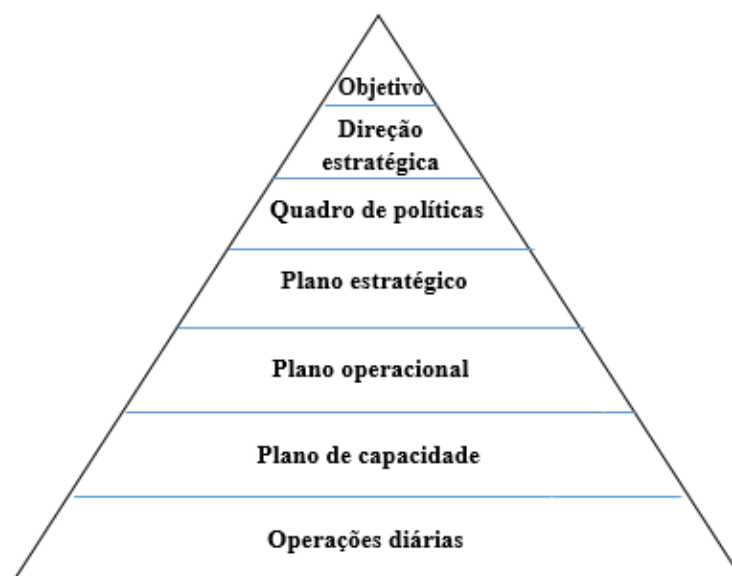 Objetivo
Direção
estratégica
Quadro de políticas
Plano estratégico
Plano operacional
Plano de capacidade
Operações diárias